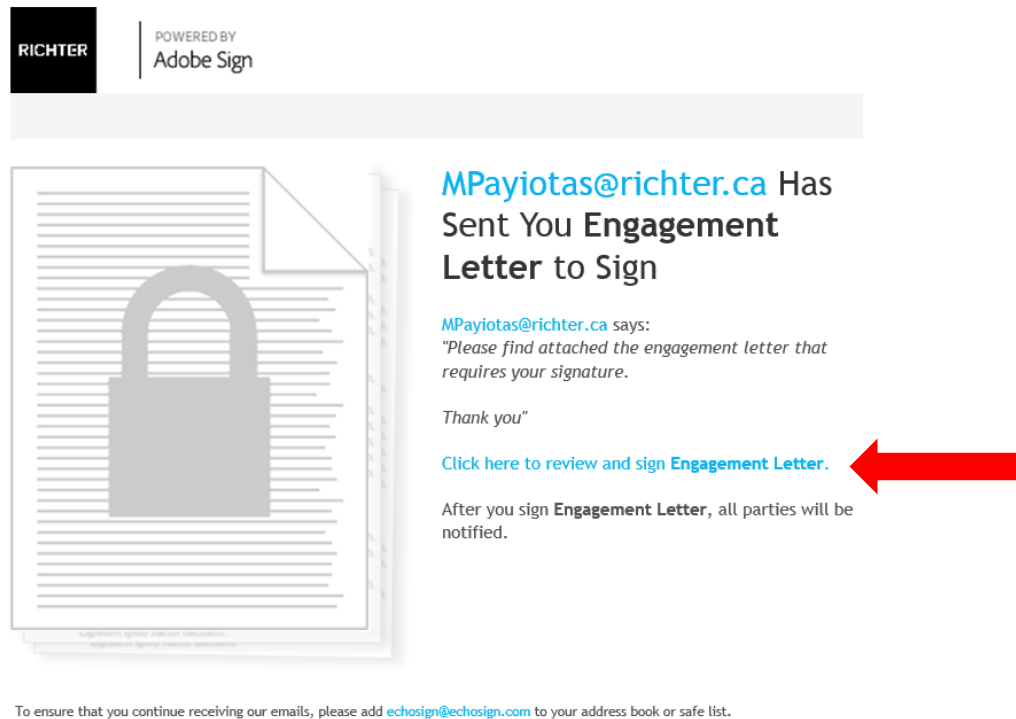 RICHTER
POWERED BY
Adobe Sign
MPayiotas@richter.ca Has
Sent You Engagement
Letter to Sign
MPayiotas@richter.ca says:
"Please find attached the engagement letter that
requires your signature.
Thank you"
Click here to review and sign Engagement Letter.
After you sign Engagement Letter, all parties will be
notified.
To ensure that you continue receiving our emails, please add echosign@echosign.com to your address book or safe list.